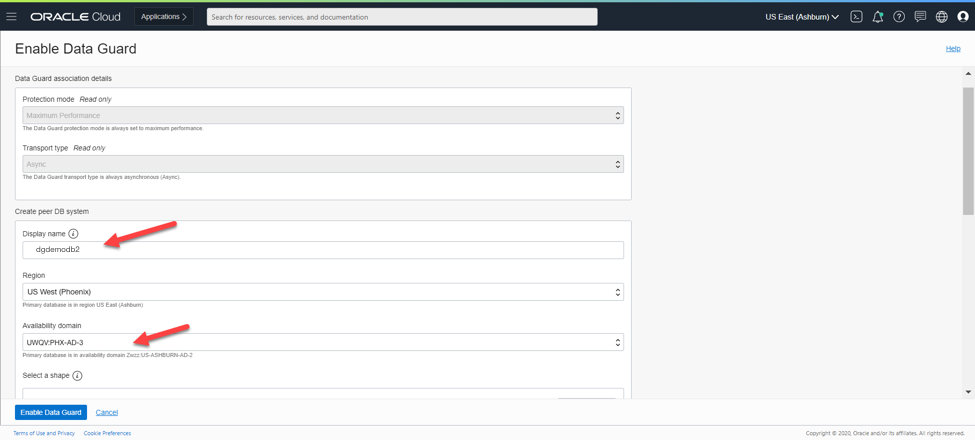 ORACLE Cloud
Applications
Search for resources, services, and documentation
US East (Ashburn)
Enable Data Guard
Help
Data Guard association details
Protection mode Read only
Maximum Performance
The Data Guard protection mode is always set to maximum performance.
Transport type Read only
Async
The Data Guard transport type is always asynchronous (Async).
Create peer DB system
Display name
dgdemodb2
Region
US West (Phoenix)
Primary database is in region US East (Ashburn)
Availability domain
UWQV:PHX-AD-3
Primary database is in availability domain Zwzz:US-ASHBURN-AD-2
Select a shape
Enable Data Guard
Cancel
Terms of Use and Privacy
Cookie Preferences
Copyright © 2020, Oracle and/or its affiliates. All rights reserved.